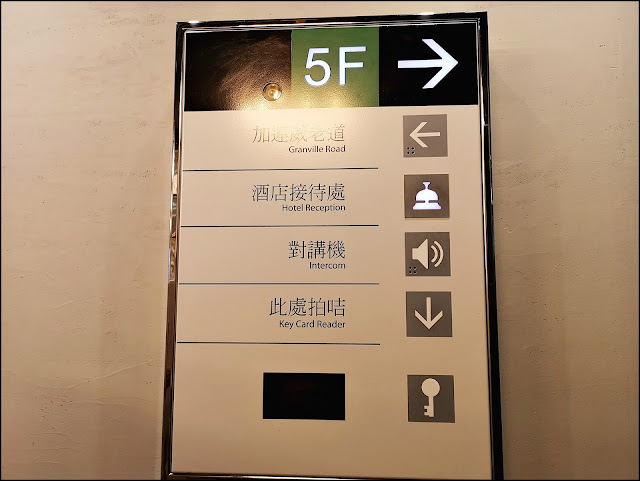 5F
加連威老道
Granville Road
酒店接待處
Hotel Reception
對講機
Intercom
此處拍咭
Key Card Reader